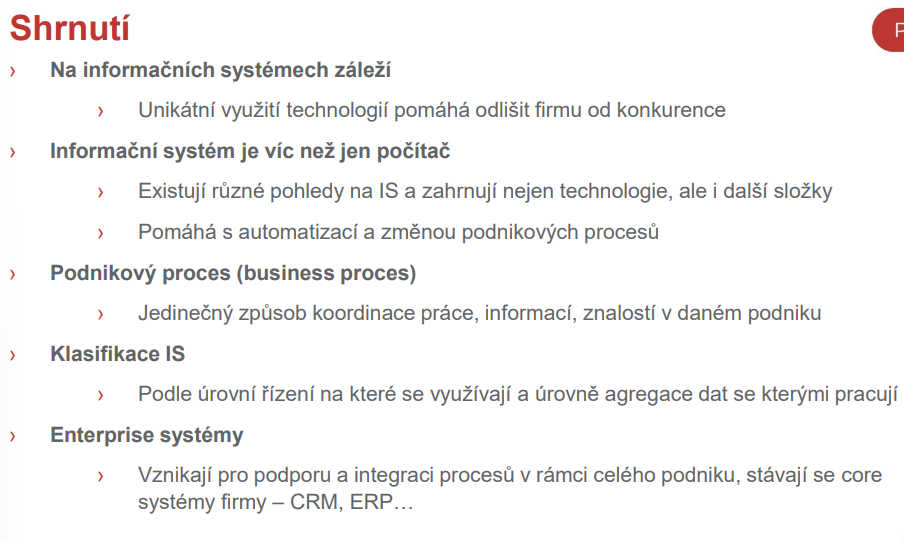 Shrnutí
P
› Na informačních systémech záleží
› Unikátní využití technologií pomáhá odlišit firmu od konkurence
› Informační systém je víc než jen počítač
› Existují různé pohledy na IS a zahrnují nejen technologie, ale i další složky
› Pomáhá s automatizací a změnou podnikových procesů
› Podnikový proces (business proces)
› Jedinečný způsob koordinace práce, informací, znalostí v daném podniku
› Klasifikace IS
› Podle úrovní řízení na které se využívají a úrovně agregace dat se kterými pracují
› Enterprise systémy
› Vznikají pro podporu a integraci procesů v rámci celého podniku, stávají se core
systémy firmy – CRM, ERP…